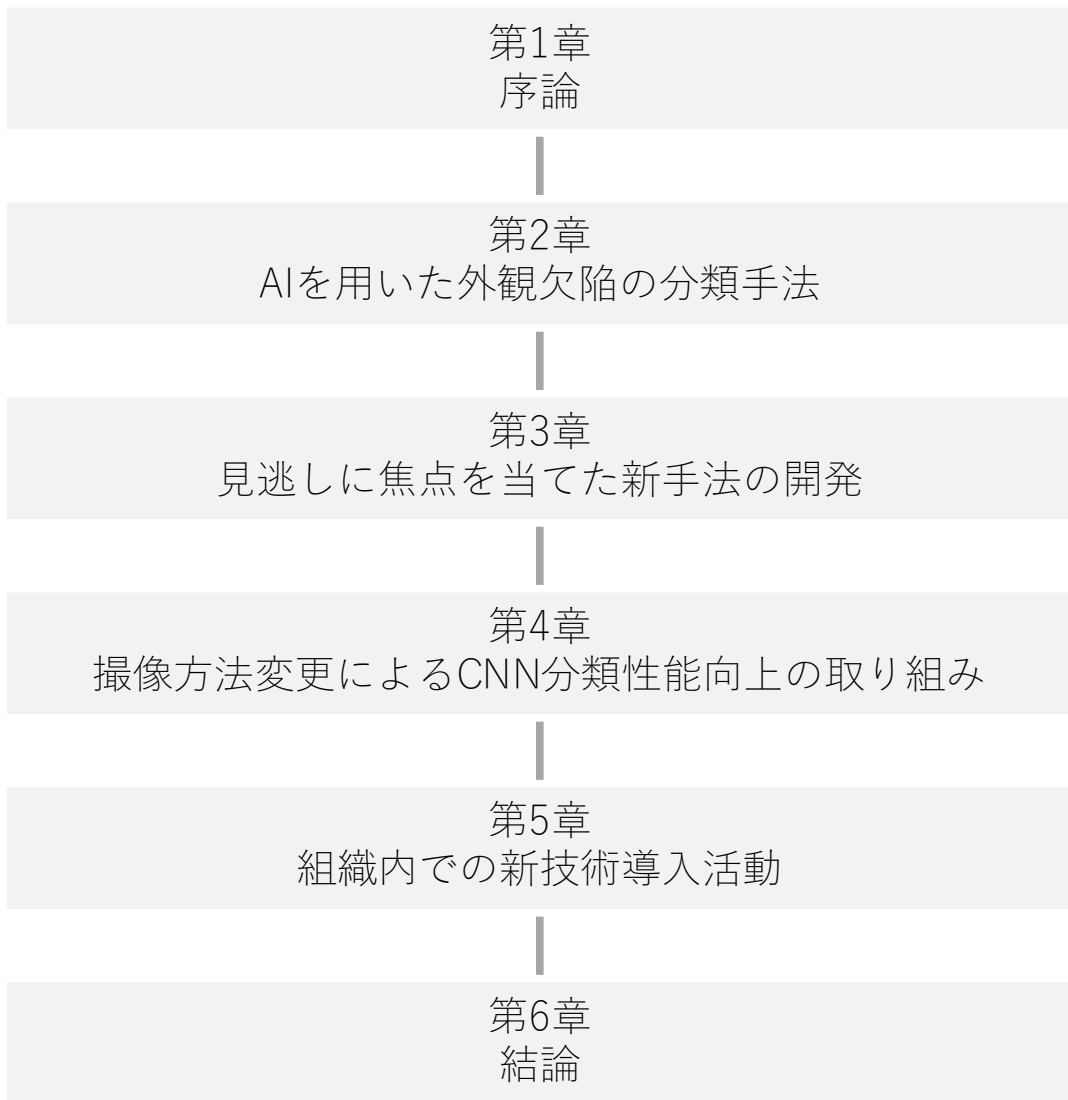 第1章
序論
第2章
AIを用いた外観欠陥の分類手法
第3章
見逃しに焦点を当てた新手法の開発
第4章
撮像方法変更によるCNN分類性能向上の取り組み
第5章
組織内での新技術導入活動
第6章
結論